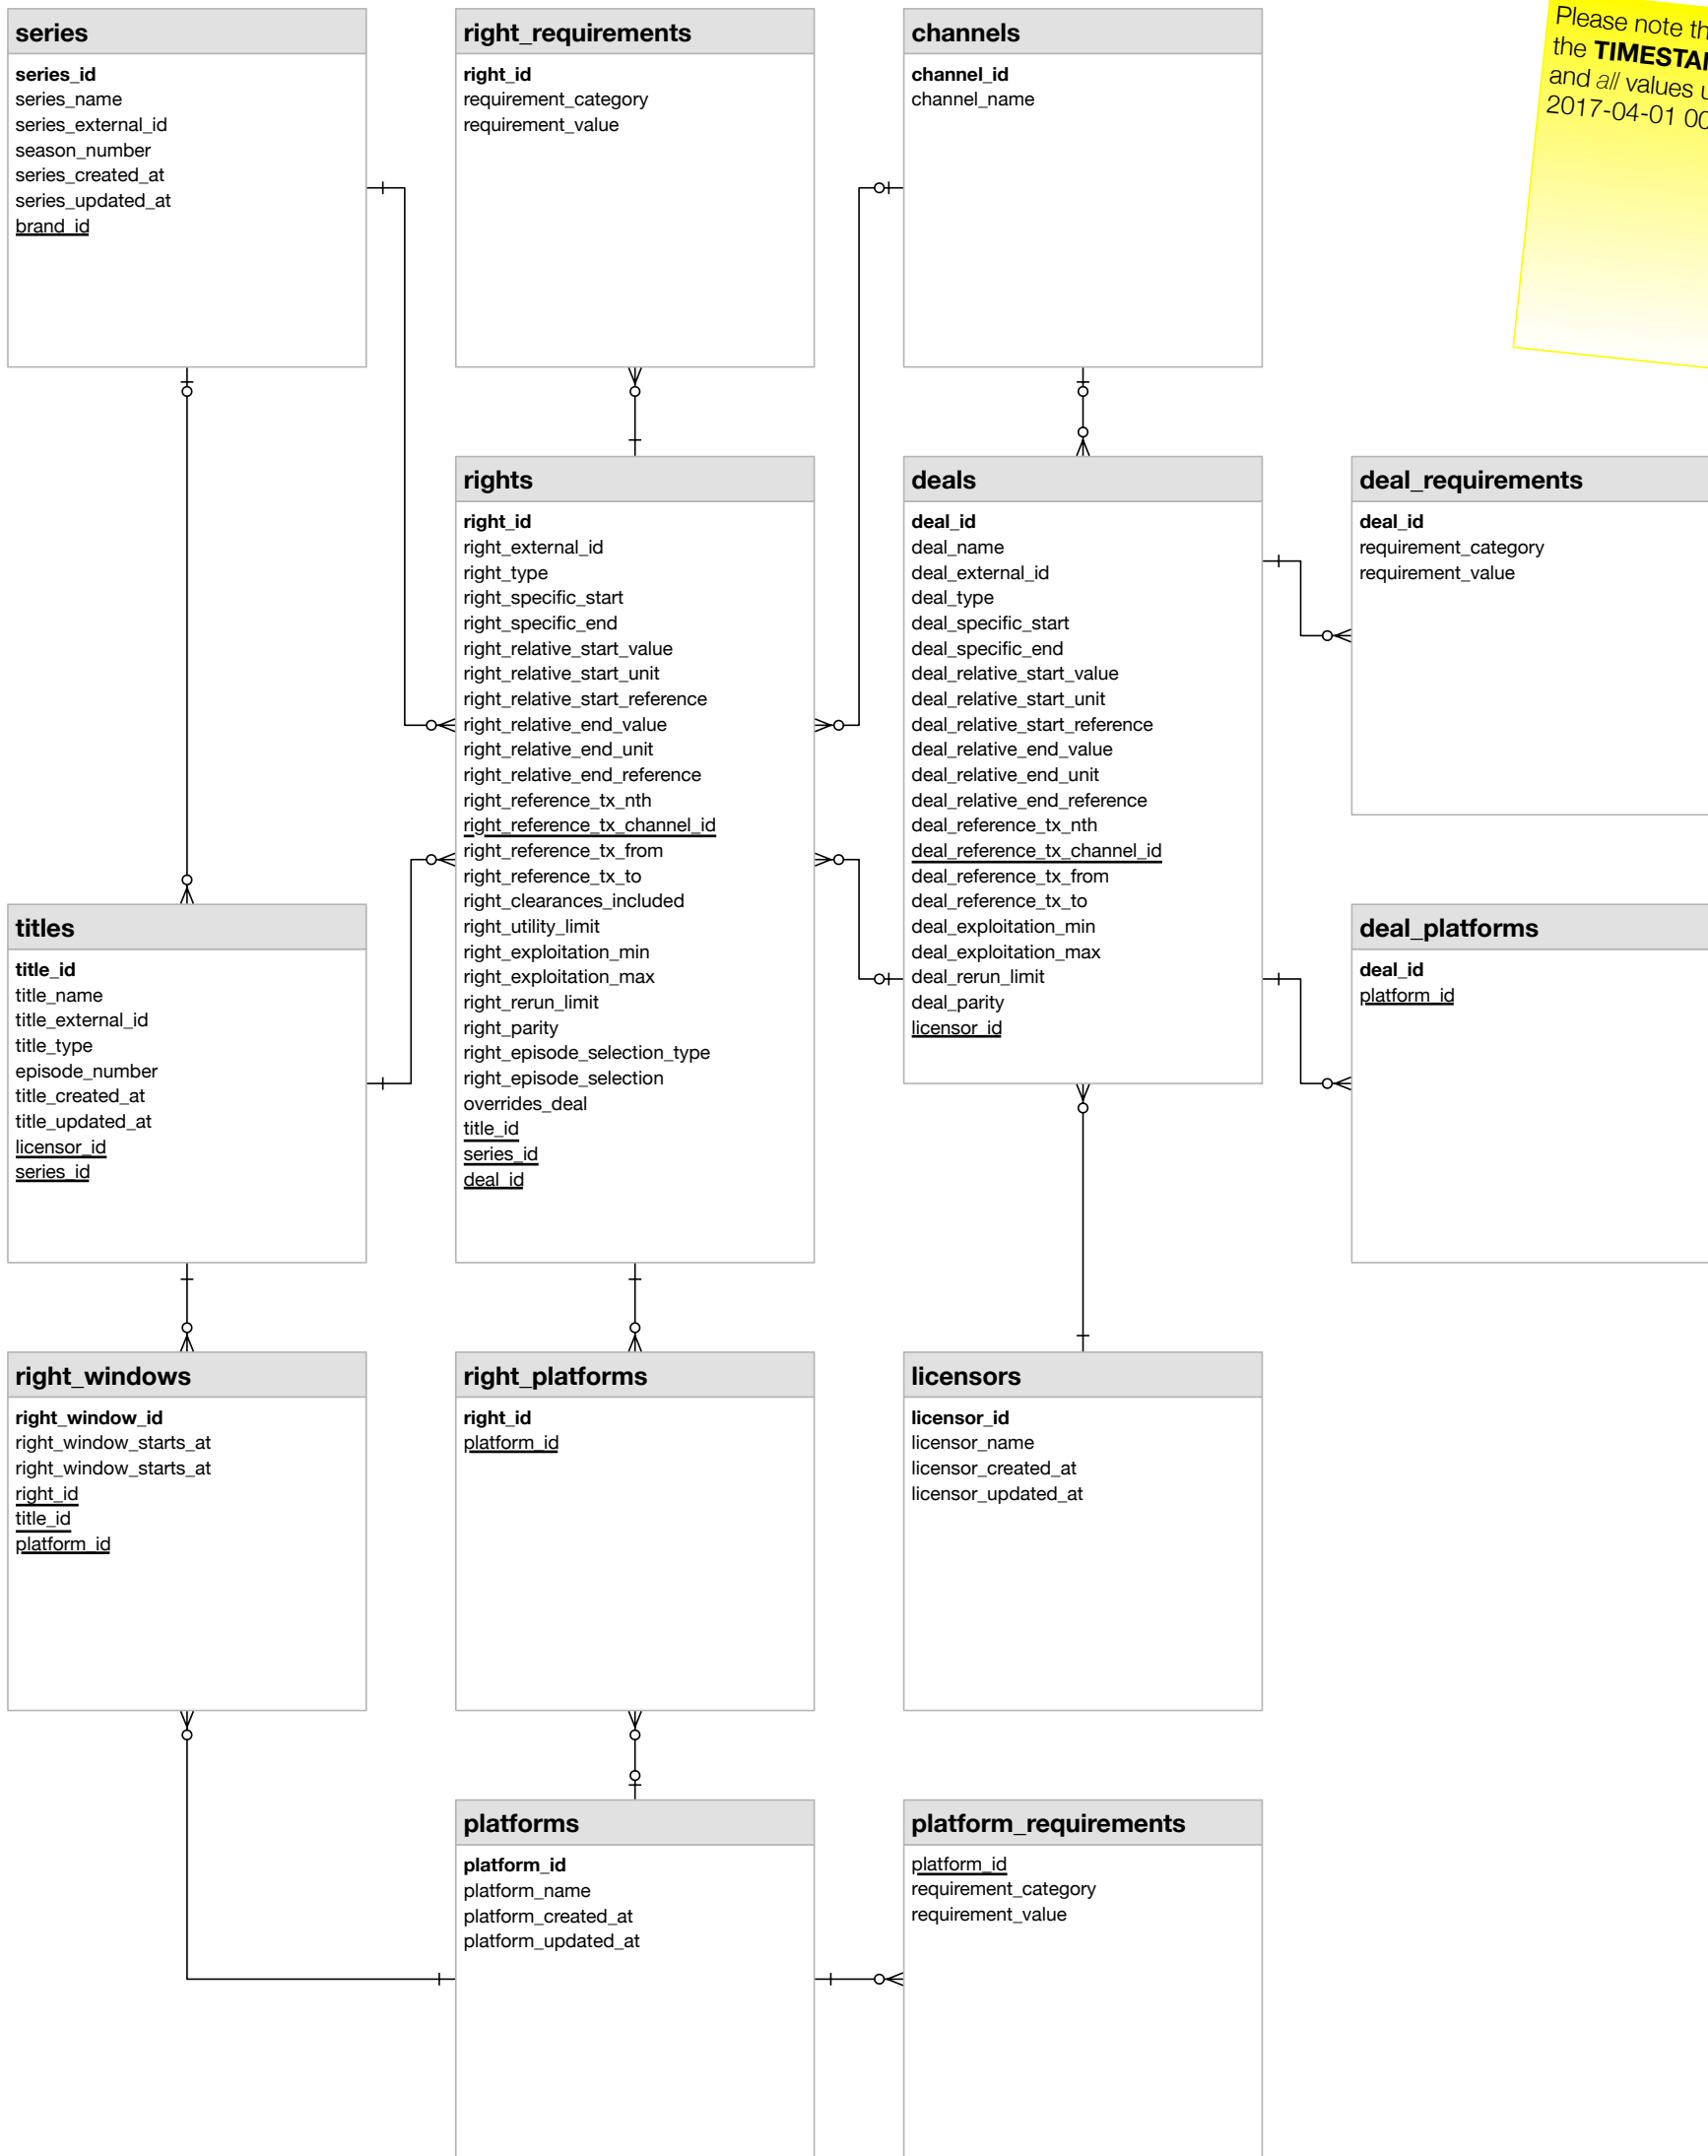 series
series_id
series_name
series_external_id
season_number
series_created_at
series_updated_at
brand_id
right_requirements
right_id
requirement_category
requirement_value
channels
channel_id
channel_name
Please note
the
and all values
2017-04-01
rights
right_id
right_external_id
right_type
right_specific_start
right_specific_end
right_relative_start_value
right_relative_start_unit
right_relative_start_reference
right_relative_end_value
right_relative_end_unit
right_relative_end_reference
right_reference_tx_nth
right_reference_tx_channel_id
right_reference_tx_from
right_reference_tx_to
right_clearances_included
right_utility_limit
right_exploitation_min
right_exploitation_max
right_rerun_limit
right_parity
right_episode_selection_type
right_episode_selection
overrides_deal
title_id
series_id
deal_id
deals
deal_id
deal_name
deal_external_id
deal_type
deal_specific_start
deal_specific_end
deal_relative_start_value
deal_relative_start_unit
deal_relative_start_reference
deal_relative_end_value
deal_relative_end_unit
deal_relative_end_reference
deal_reference_tx_nth
deal_reference_tx_channel_id
deal_reference_tx_from
deal_reference_tx_to
deal_exploitation_min
deal_exploitation_max
deal_rerun_limit
deal_parity
licensor_id
deal_requirements
deal_id
requirement_category
requirement_value
titles
title_id
title_name
title_external_id
title_type
episode_number
title_created_at
title_updated_at
licensor_id
series_id
deal_platforms
deal_id
platform_id
right_windows
right_window_id
right_window_starts_at
right_window_starts_at
right_id
title_id
platform_id
right_platforms
right_id
platform_id
licensors
licensor_id
licensor_name
licensor_created_at
licensor_updated_at
platforms
platform_id
platform_name
platform_created_at
platform_updated_at
platform_requirements
platform_id
requirement_category
requirement_value